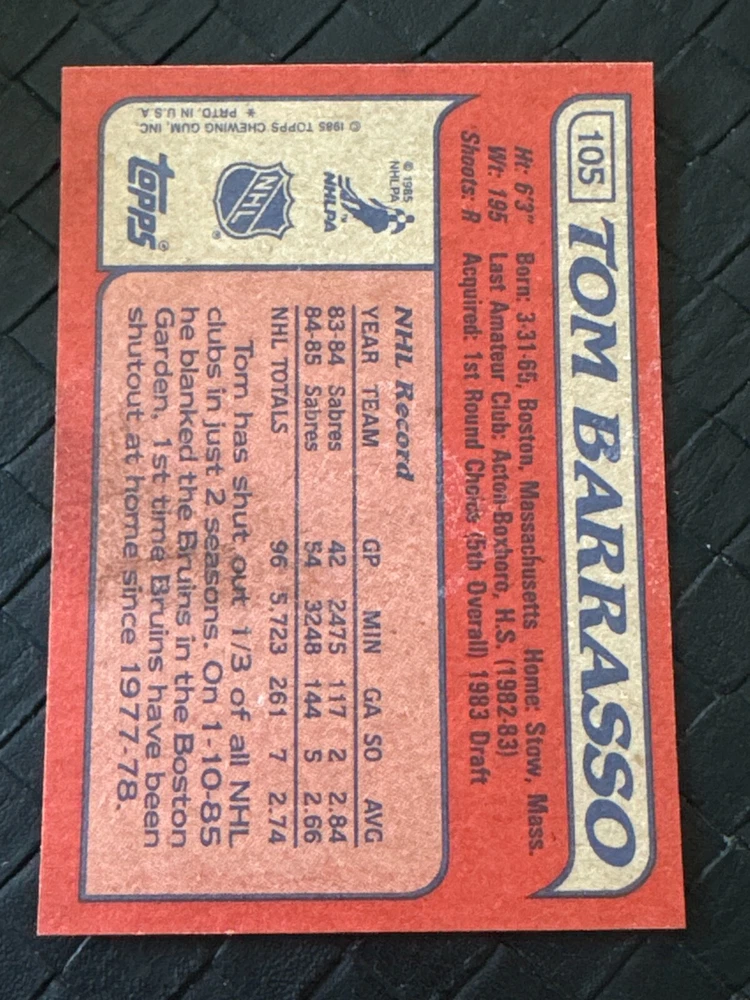 105 TOM BARRASSO
Ht: 6'3" Born: 3-31-65, Boston, Massachusetts Home: Stow, Mass.
Wt: 195 Last Amateur Club: Acton-Boxboro, H.S. (1982-83)
Shoots: R Acquired: 1st Round Choice (5th Overall) 1983 Draft
© 1985
NHLPA
NHLPA
TM
NHL
®
topps®
© 1985 TOPPS CHEWING GUM, INC.
* PRTD. IN U.S.A.
NHL Record
YEAR TEAM GP MIN GA SO AVG
83-84 Sabres 42 2475 117 2 2.84
84-85 Sabres 54 3248 144 5 2.66
NHL TOTALS 96 5,723 261 7 2.74
Tom has shut out 1/3 of all NHL
clubs in just 2 seasons. On 1-10-85
he blanked the Bruins in the Boston
Garden, 1st time Bruins have been
shutout at home since 1977-78.